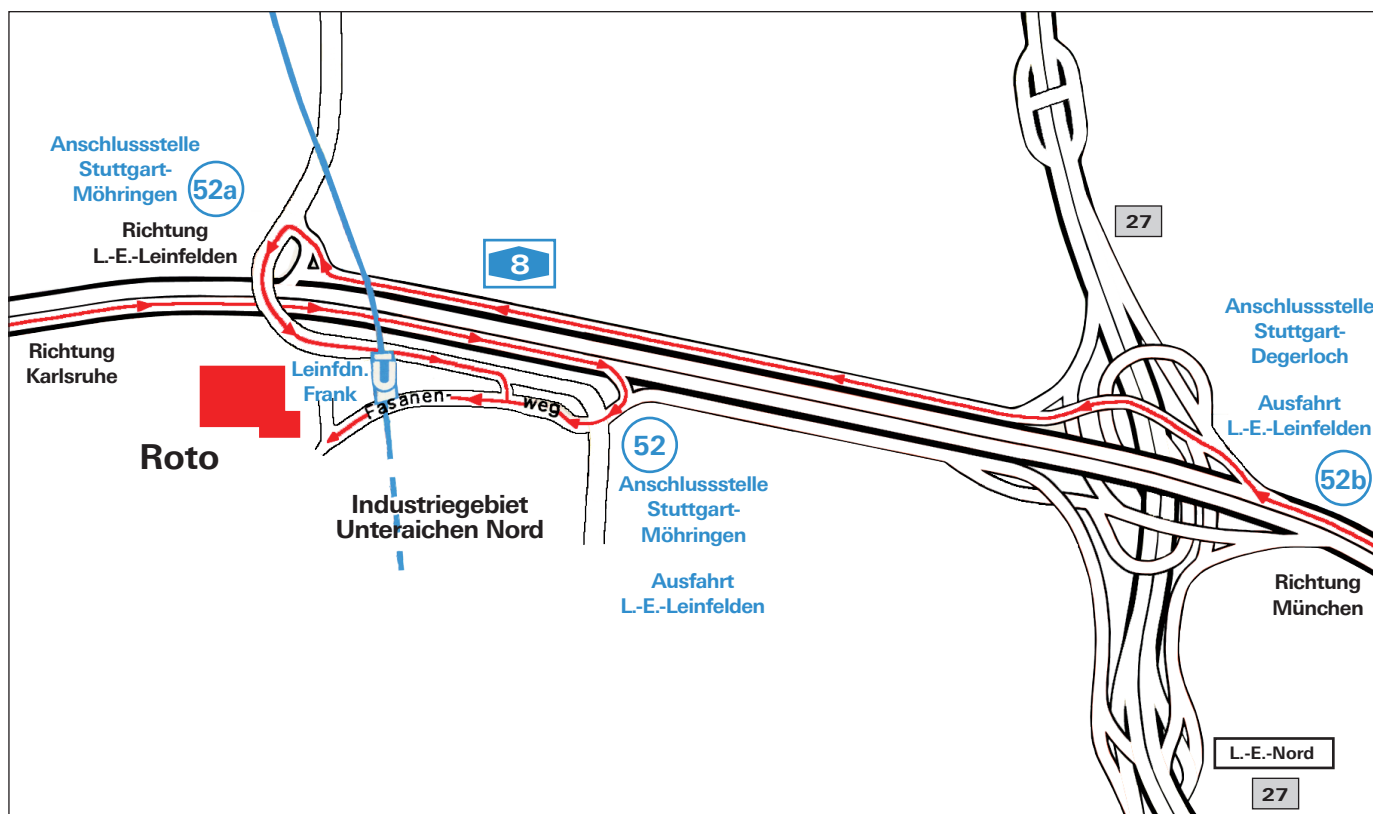 Anschlussstelle
Stuttgart-
Möhringen
52a
Richtung
L.-E.-Leinfelden
8
27
Anschlussstelle
Stuttgart-
Degerloch
Ausfahrt
L.-E.-Leinfelden
52b
Richtung
Karlsruhe
Leinfdn.
Frank
U
Fasanen-
weg
Roto
52
Anschlussstelle
Stuttgart-
Möhringen
Ausfahrt
L.-E.-Leinfelden
Industriegebiet
Unteraichen Nord
Richtung
München
L.-E.-Nord
27